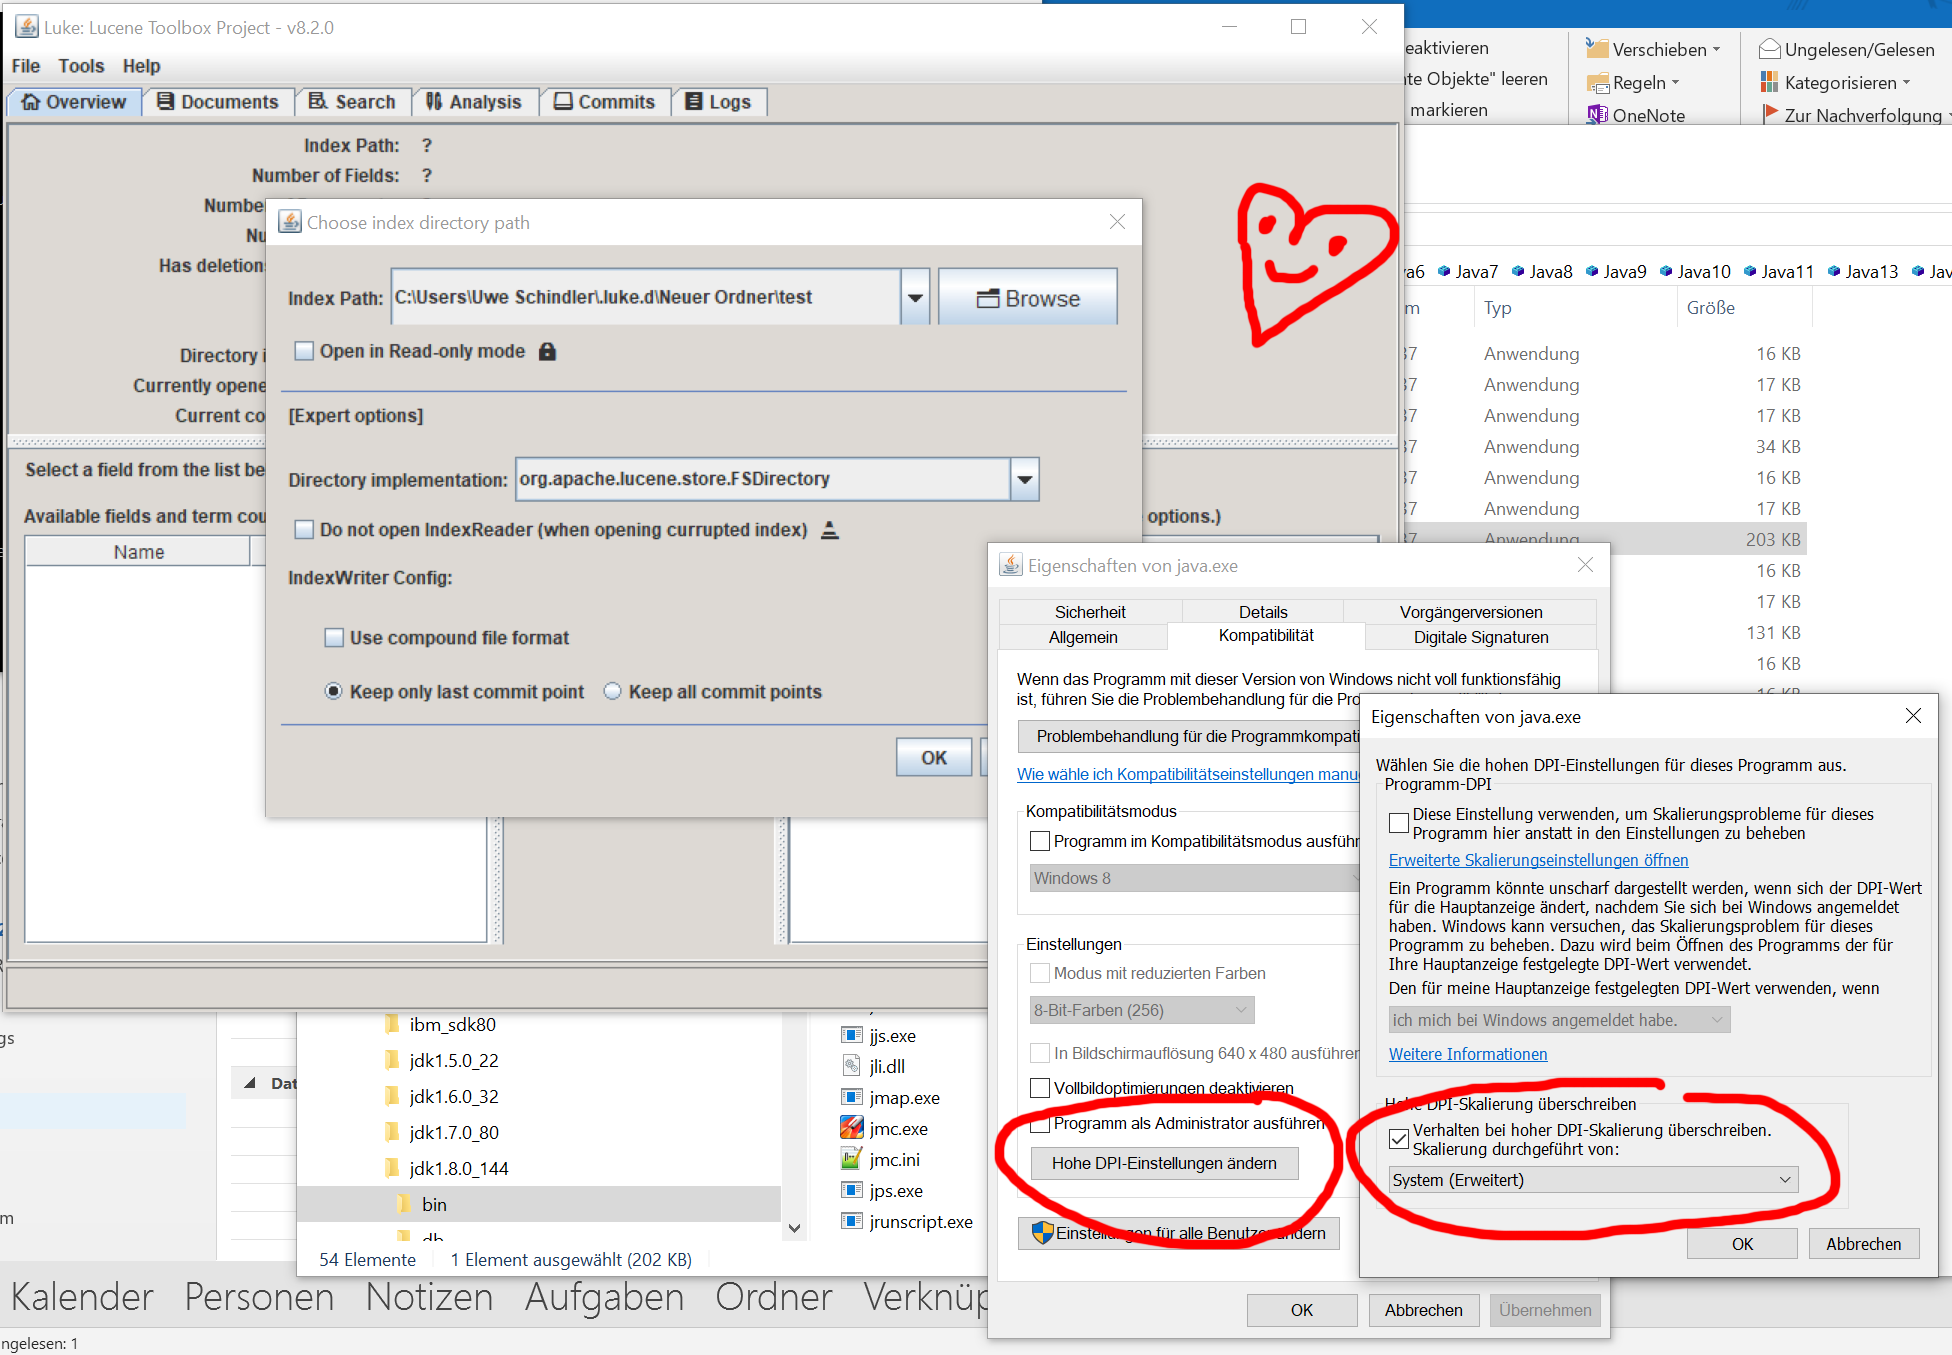 Luke: Lucene Toolbox Project - v8.2.0
File Tools Help
Overview Documents Search Analysis Commits Logs
Index Path: ?
Number of Fields: ?
Has deletions
Directory
Currently opene
Current co
Select a field from the list be
Available fields and term cou
options.)
Name
Choose index directory path
Index Path: C:\Users\Uwe Schindler\.luke.d\Neuer Ordner\test Browse
Open in Read-only mode
[Expert options]
Directory implementation: org.apache.lucene.store.FSDirectory
Do not open IndexReader (when opening currupted index)
IndexWriter Config:
Use compound file format
Keep only last commit point Keep all commit points
OK
eaktivieren
te Objekte" leeren
markieren
Verschieben
Regeln
OneNote
Ungelesen/Gelesen
Kategorisieren
Zur Nachverfolgung
a6 Java7 Java8 Java9 Java10 Java11 Java13 Jav
m Typ Größe
37 Anwendung 16 KB
37 Anwendung 17 KB
37 Anwendung 17 KB
37 Anwendung 34 KB
37 Anwendung 16 KB
37 Anwendung 17 KB
37 Anwendung 203 KB
16 KB
17 KB
131 KB
16 KB
16 KB
Eigenschaften von java.exe
Sicherheit Details Vorgängerversionen
Allgemein Kompatibilität Digitale Signaturen
Wenn das Programm mit dieser Version von Windows nicht voll funktionsfähig
ist, führen Sie die Problembehandlung für die Pro
Problembehandlung für die Programmkompati
Wie wähle ich Kompatibilitätseinstellungen manu
Kompatibilitätsmodus
Programm im Kompatibilitätsmodus ausführ
Windows 8
Einstellungen
Modus mit reduzierten Farben
8-Bit-Farben (256)
In Bildschirmauflösung 640 x 480 ausführen
Vollbildoptimierungen deaktivieren
Programm als Administrator ausführen
Hohe DPI-Einstellungen ändern
Einstellungen für alle Benutzer ändern
OK Abbrechen Übernehmen
Eigenschaften von java.exe
Wählen Sie die hohen DPI-Einstellungen für dieses Programm aus.
Programm-DPI
Diese Einstellung verwenden, um Skalierungsprobleme für dieses
Programm hier anstatt in den Einstellungen zu beheben
Erweiterte Skalierungseinstellungen öffnen
Ein Programm könnte unscharf dargestellt werden, wenn sich der DPI-Wert
für die Hauptanzeige ändert, nachdem Sie sich bei Windows angemeldet
haben. Windows kann versuchen, das Skalierungsproblem für dieses
Programm zu beheben. Dazu wird beim Öffnen des Programms der für
Ihre Hauptanzeige festgelegte DPI-Wert verwendet.
Den für meine Hauptanzeige festgelegten DPI-Wert verwenden, wenn
ich mich bei Windows angemeldet habe.
Weitere Informationen
Hohe DPI-Skalierung überschreiben
Verhalten bei hoher DPI-Skalierung überschreiben.
Skalierung durchgeführt von:
System (Erweitert)
OK Abbrechen
gs
m
Dat
ibm_sdk80
jdk1.5.0_22
jdk1.6.0_32
jdk1.7.0_80
jdk1.8.0_144
bin
db
jjs.exe
jli.dll
jmap.exe
jmc.exe
jmc.ini
jps.exe
jrunscript.exe
54 Elemente 1 Element ausgewählt (202 KB)
Kalender Personen Notizen Aufgaben Ordner Verknüp
ngelesen: 1